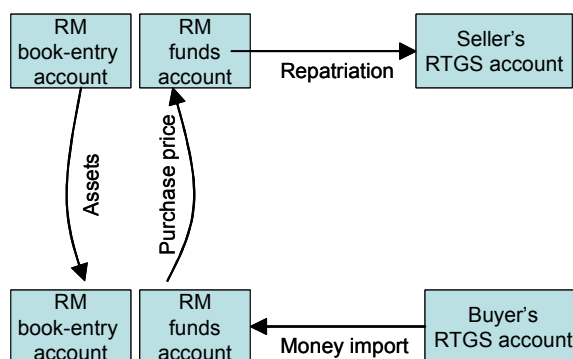 RM
book-entry
account
RM
funds
account
Repatriation
Seller's
RTGS account
Assets
Purchase price
RM
book-entry
account
RM
funds
account
Money import
Buyer's
RTGS account